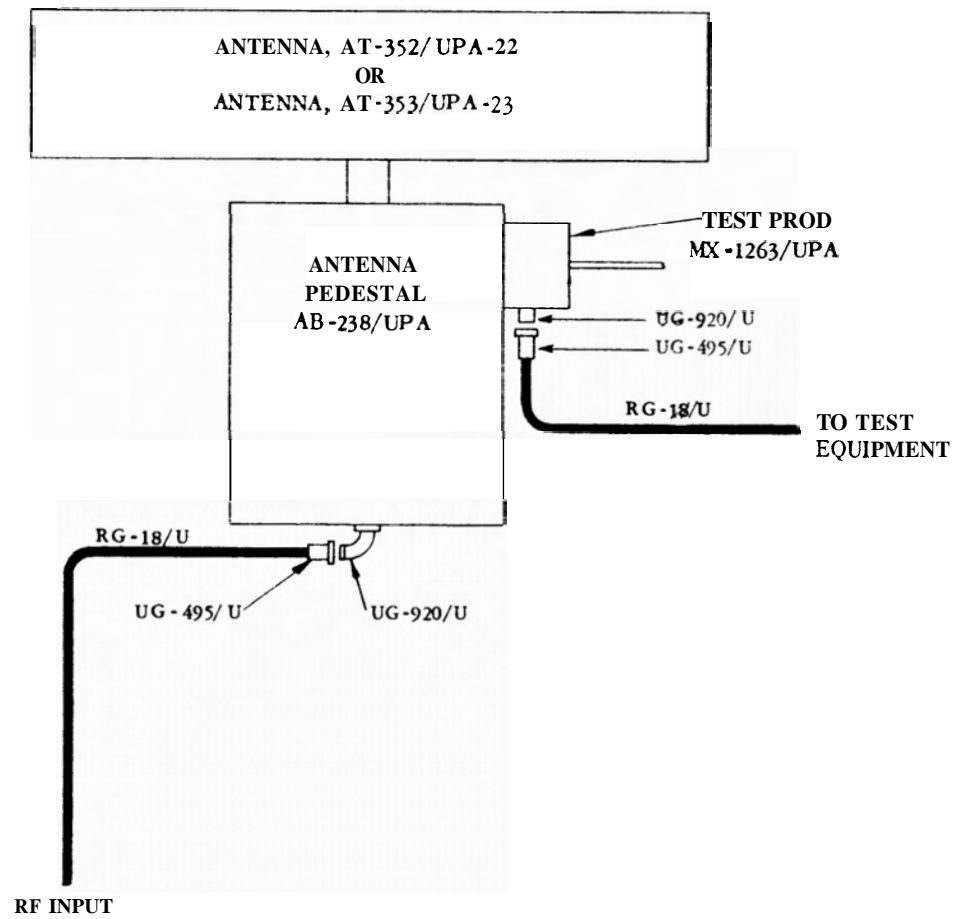 ANTENNA, AT-352/UPA-22
OR
ANTENNA, AT-353/UPA-23
TEST PROD
MX-1263/UPA
ANTENNA
PEDESTAL
AB-238/UPA
UG-920/U
UG-495/U
RG-18/U
TO TEST
EQUIPMENT
RG-18/U
UG-495/U
UG-920/U
RF INPUT